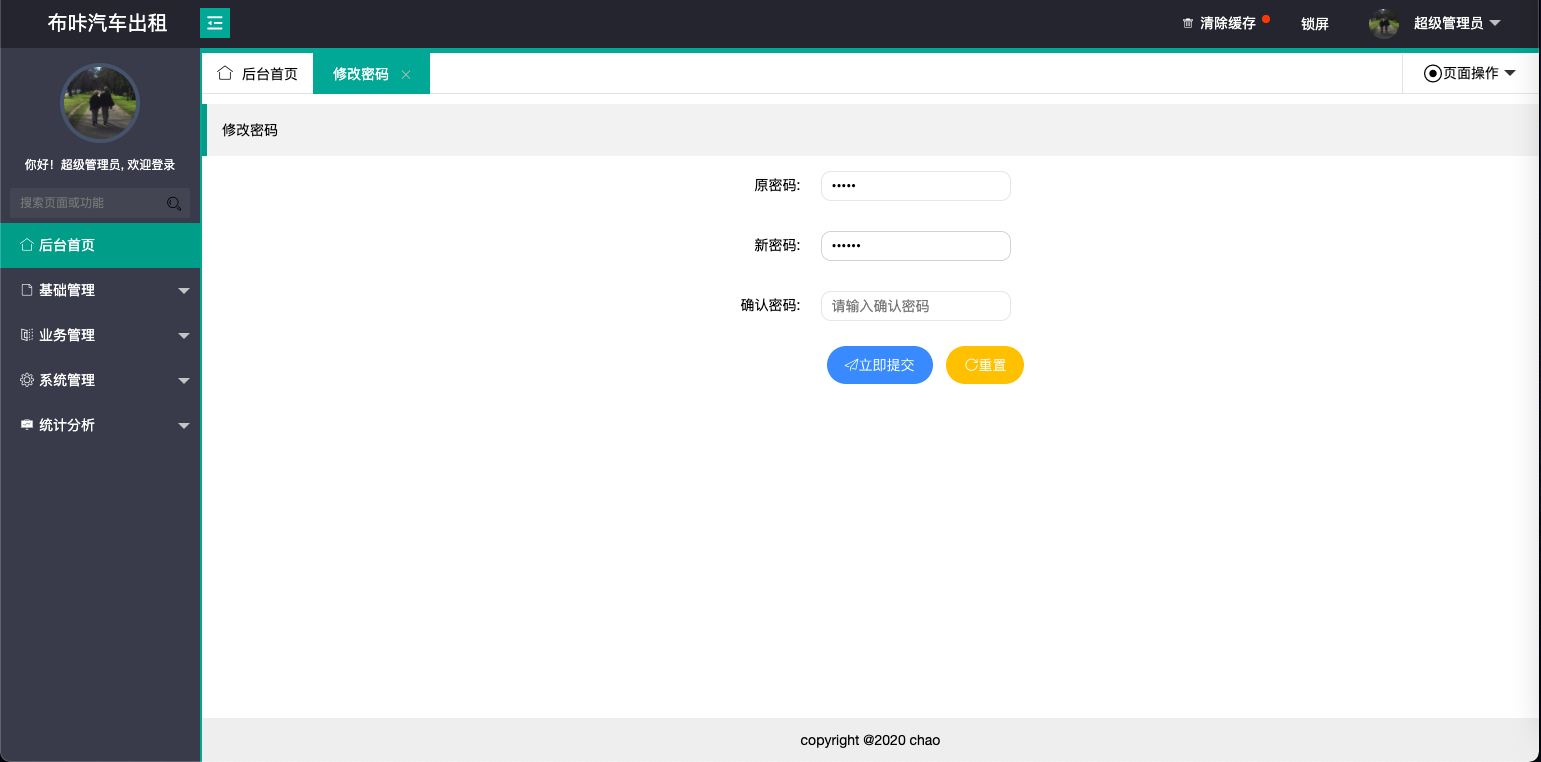 布咔汽车出租
清除缓存
锁屏
超级管理员
你好！超级管理员, 欢迎登录
搜索页面或功能
后台首页
基础管理
业务管理
系统管理
统计分析
后台首页
修改密码
页面操作
修改密码
原密码: •••••
新密码: ••••••
确认密码: 请输入确认密码
立即提交 重置
copyright @2020 chao